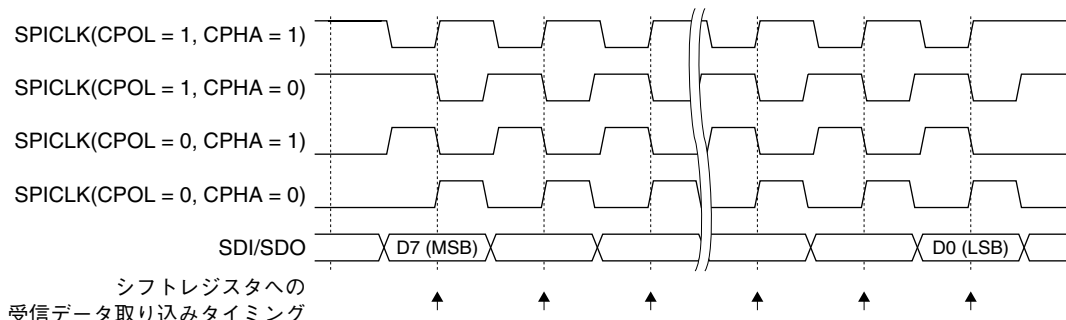 SPICLK(CPOL = 1, CPHA = 1)
SPICLK(CPOL = 1, CPHA = 0)
SPICLK(CPOL = 0, CPHA = 1)
SPICLK(CPOL = 0, CPHA = 0)
SDI/SDO D7 (MSB) D0 (LSB)
シフトレジスタへの
受信データ取り込みタイミング